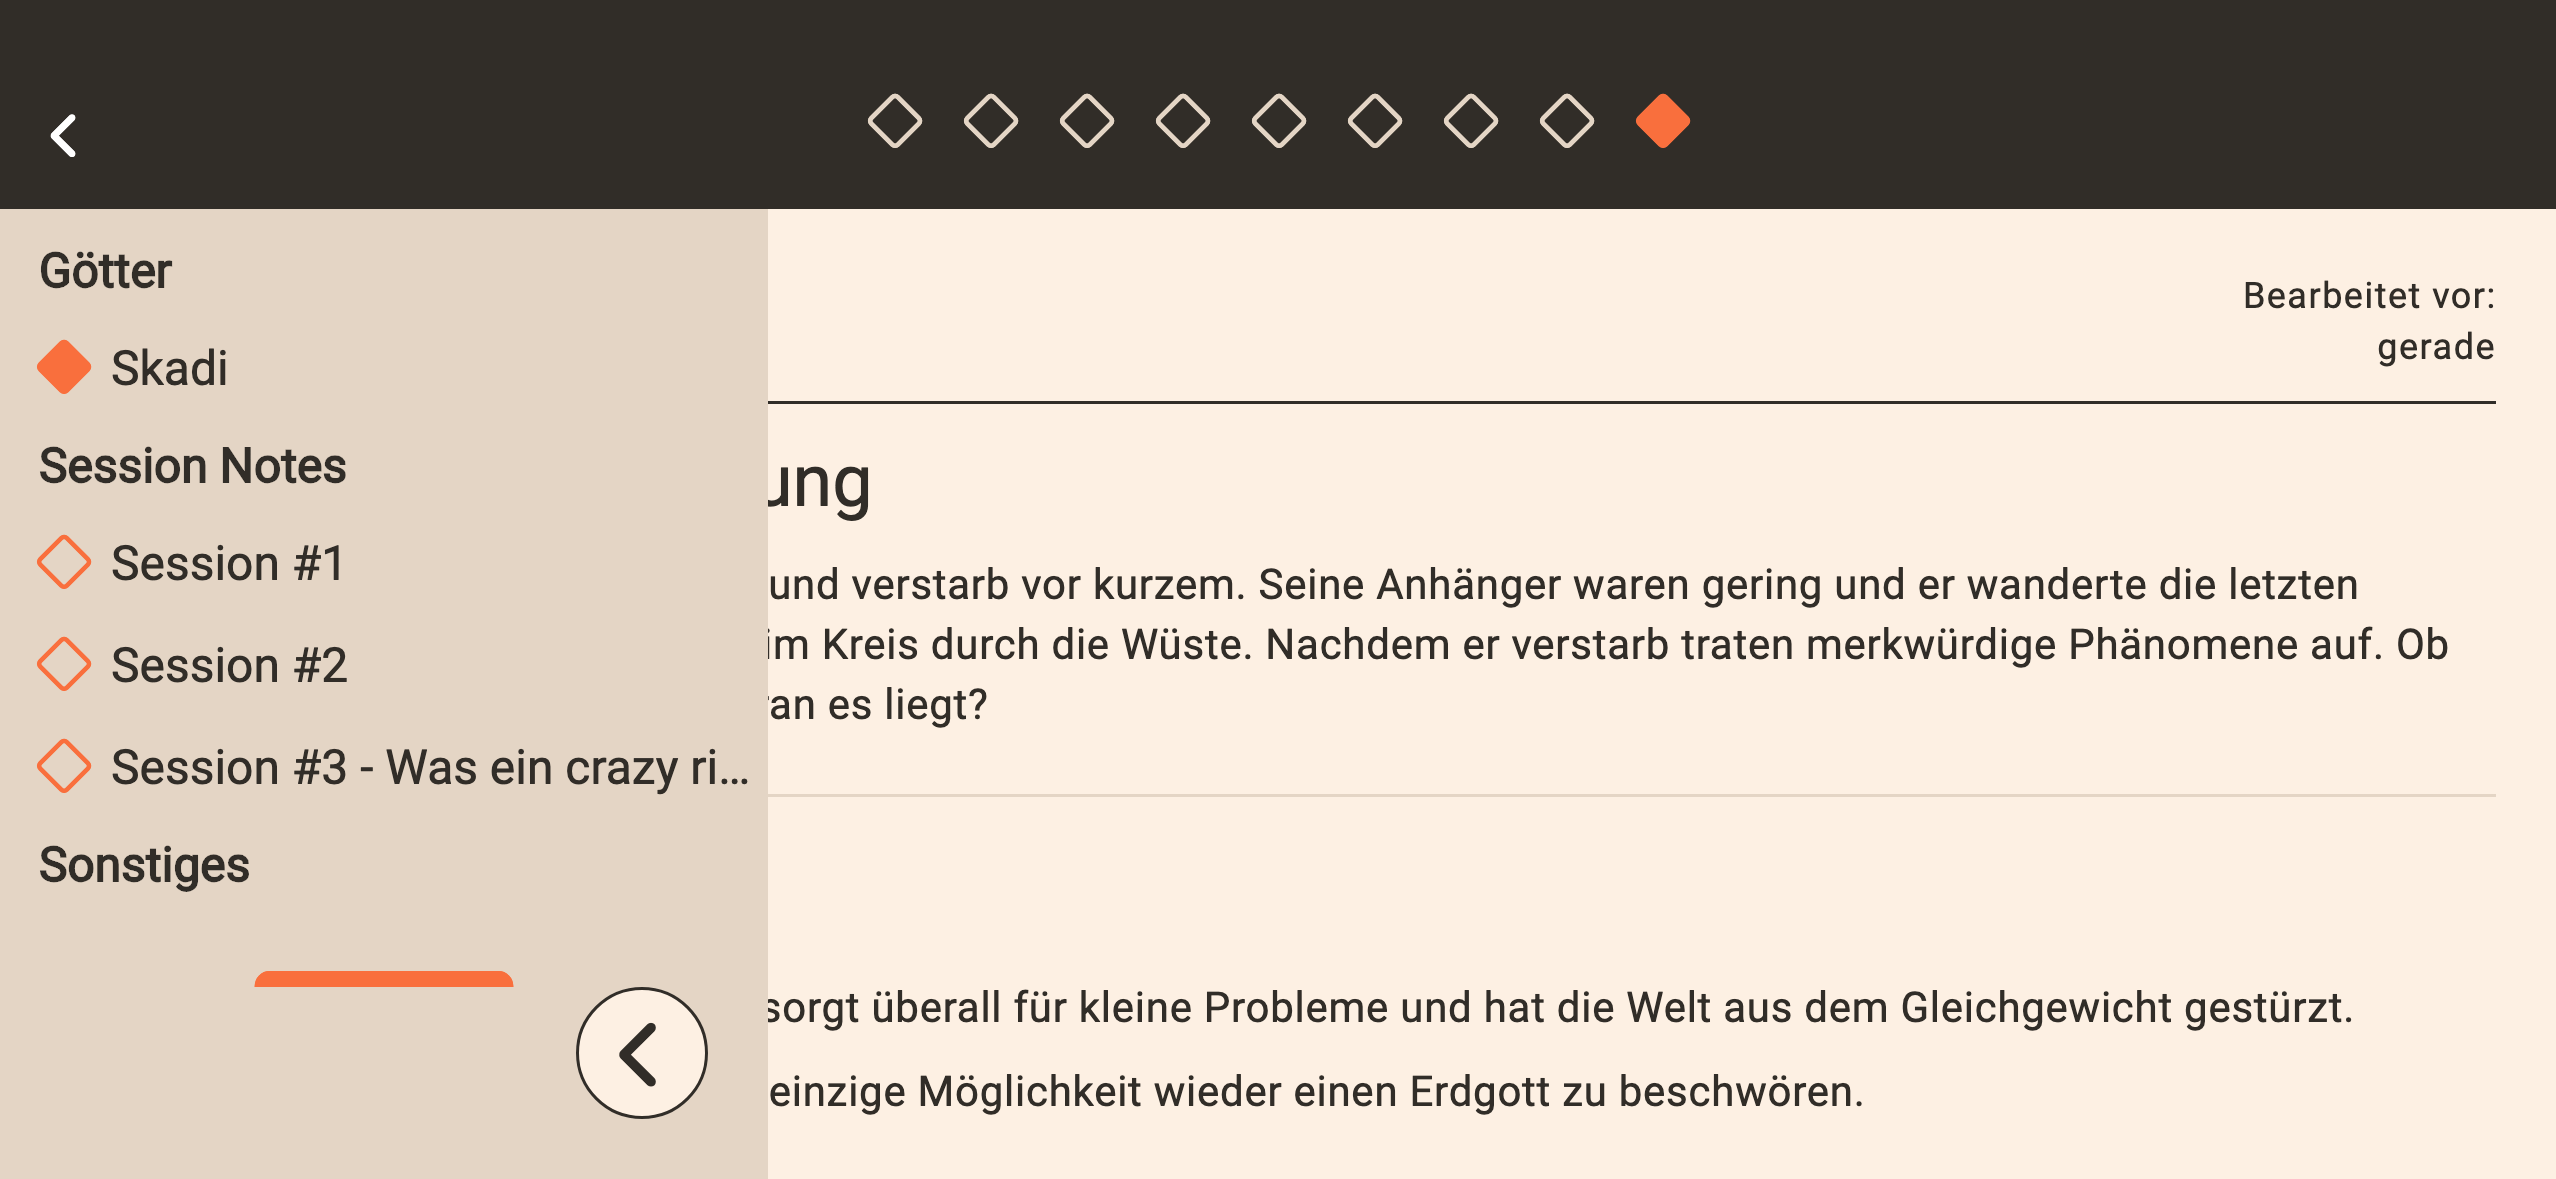 Götter
Skadi
Session Notes
Session #1
Session #2
Session #3 - Was ein crazy ri...
Sonstiges
Bearbeitet vor:
gerade
ung
und verstarb vor kurzem. Seine Anhänger waren gering und er wanderte die letzten
im Kreis durch die Wüste. Nachdem er verstarb traten merkwürdige Phänomene auf. Ob
an es liegt?
sorgt überall für kleine Probleme und hat die Welt aus dem Gleichgewicht gestürzt.
einzige Möglichkeit wieder einen Erdgott zu beschwören.